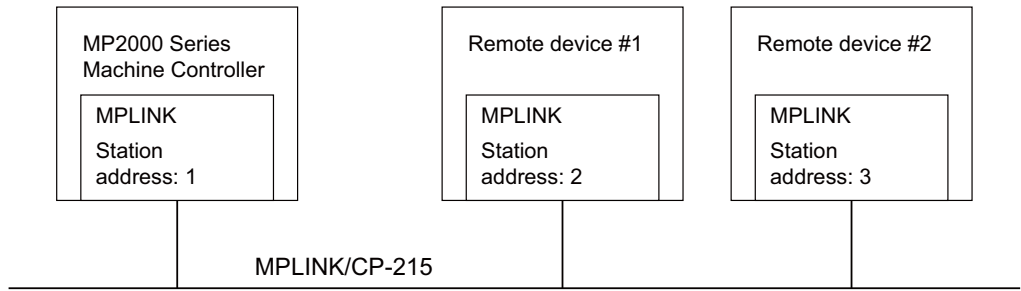 MP2000 Series
Machine Controller
MPLINK
Station
address: 1
Remote device #1
MPLINK
Station
address: 2
Remote device #2
MPLINK
Station
address: 3
MPLINK/CP-215